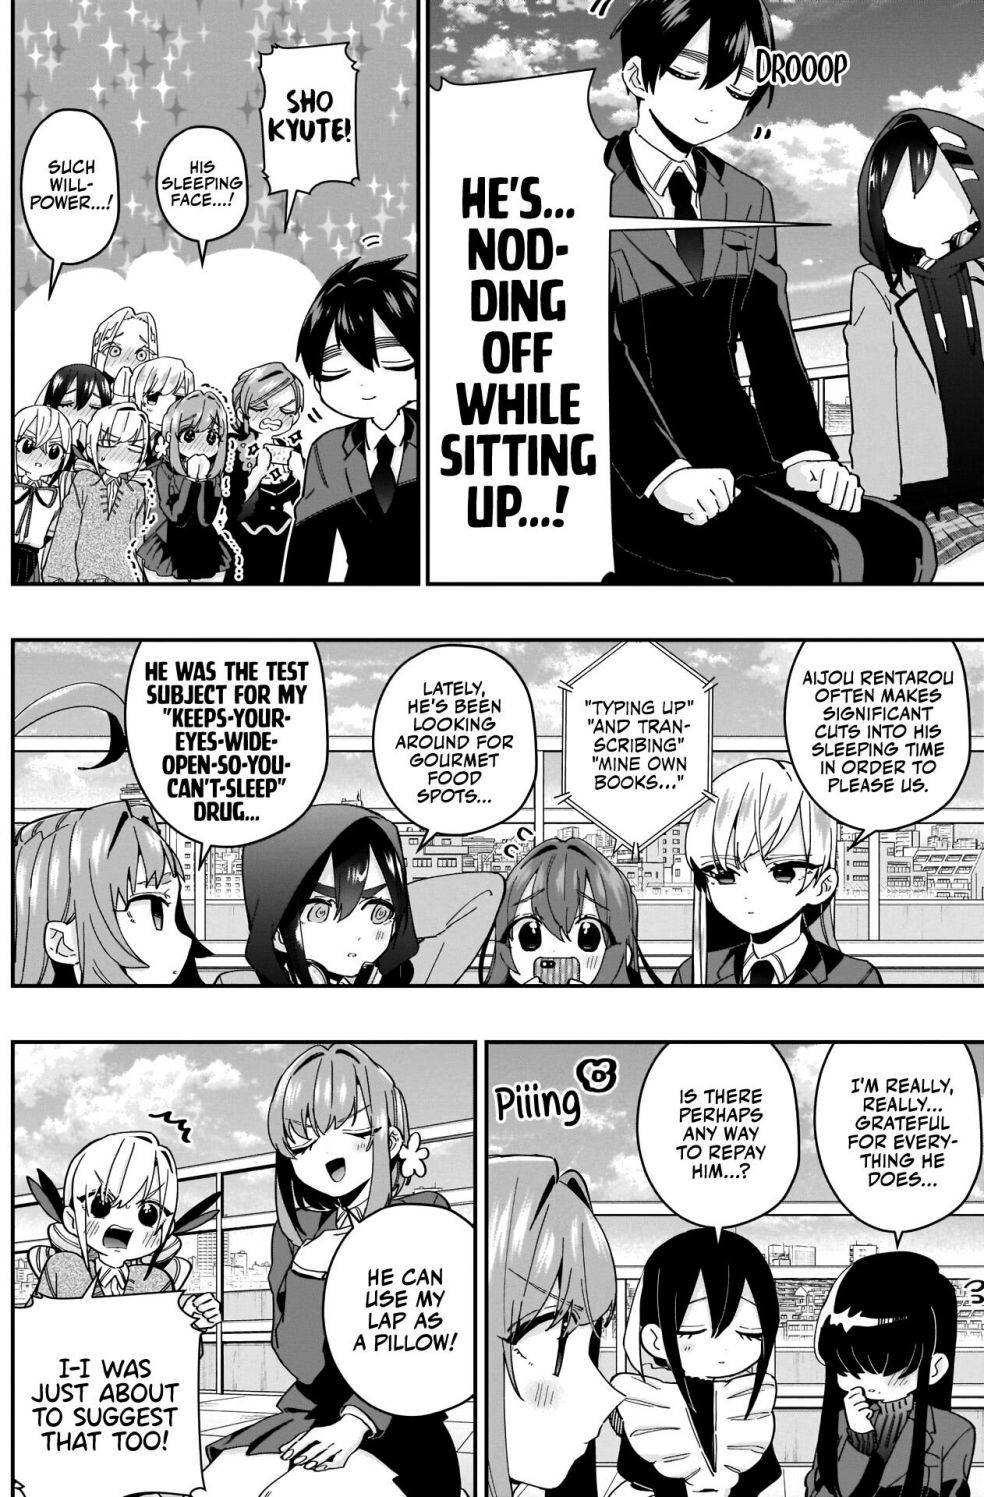 DROOOP
HE'S...
NOD-
DING
OFF
WHILE
SITTING
UP...!
SHO
KYUTE!
HIS
SLEEPING
FACE...!
SUCH
WILL-
POWER...!
AIJOU RENTAROU
OFTEN MAKES
SIGNIFICANT
CUTS INTO HIS
SLEEPING TIME
IN ORDER TO
PLEASE US.
"TYPING UP"
"AND TRAN-
SCRIBING"
"MINE OWN
BOOKS..."
LATELY,
HE'S BEEN
LOOKING
AROUND FOR
GOURMET
FOOD
SPOTS...
HE WAS THE TEST
SUBJECT FOR MY
"KEEPS-YOUR-
EYES-WIDE-
OPEN-SO-YOU-
CAN'T-SLEEP"
DRUG...
I'M REALLY,
REALLY...
GRATEFUL
FOR EVERY-
THING HE
DOES...
IS THERE
PERHAPS
ANY WAY
TO REPAY
HIM...?
Piiing
HE CAN
USE MY
LAP AS
A PILLOW!
I-I WAS
JUST ABOUT
TO SUGGEST
THAT TOO!